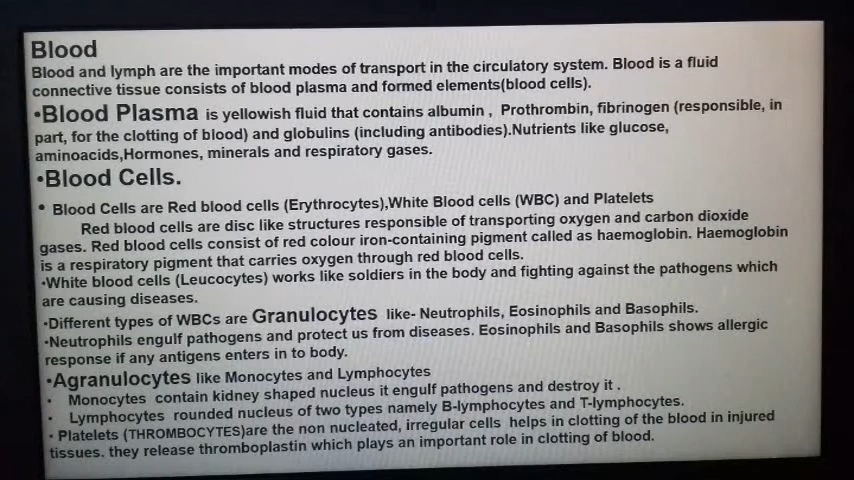 Blood
Blood and lymph are the important modes of transport in the circulatory system. Blood is a fluid
connective tissue consists of blood plasma and formed elements(blood cells).
•Blood Plasma is yellowish fluid that contains albumin , Prothrombin, fibrinogen (responsible, in
part, for the clotting of blood) and globulins (including antibodies).Nutrients like glucose,
aminoacids,Hormones, minerals and respiratory gases.
•Blood Cells.
• Blood Cells are Red blood cells (Erythrocytes),White Blood cells (WBC) and Platelets
Red blood cells are disc like structures responsible of transporting oxygen and carbon dioxide
gases. Red blood cells consist of red colour iron-containing pigment called as haemoglobin. Haemoglobin
is a respiratory pigment that carries oxygen through red blood cells.
•White blood cells (Leucocytes) works like soldiers in the body and fighting against the pathogens which
are causing diseases.
•Different types of WBCs are Granulocytes like- Neutrophils, Eosinophils and Basophils.
•Neutrophils engulf pathogens and protect us from diseases. Eosinophils and Basophils shows allergic
response if any antigens enters in to body.
•Agranulocytes like Monocytes and Lymphocytes
• Monocytes contain kidney shaped nucleus it engulf pathogens and destroy it .
• Lymphocytes rounded nucleus of two types namely B-lymphocytes and T-lymphocytes.
• Platelets (THROMBOCYTES)are the non nucleated, irregular cells helps in clotting of the blood in injured
tissues. they release thromboplastin which plays an important role in clotting of blood.